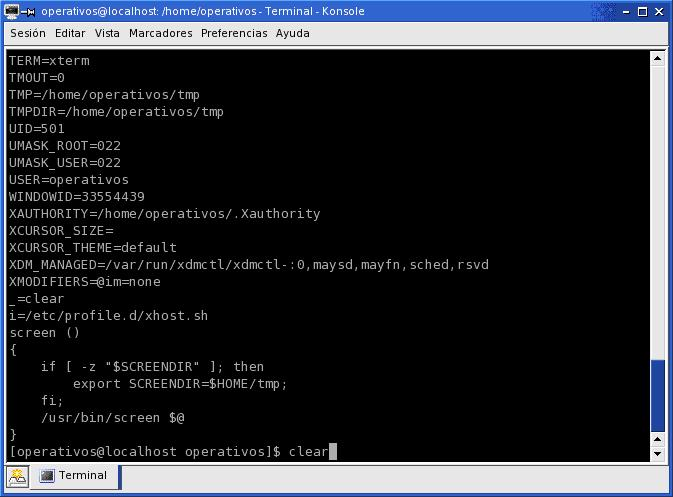 operativos@localhost: /home/operativos - Terminal - Konsole
Sesión Editar Vista Marcadores Preferencias Ayuda
TERM=xterm
TMOUT=0
TMP=/home/operativos/tmp
TMPDIR=/home/operativos/tmp
UID=501
UMASK_ROOT=022
UMASK_USER=022
USER=operativos
WINDOWID=33554439
XAUTHORITY=/home/operativos/.Xauthority
XCURSOR_SIZE=
XCURSOR_THEME=default
XDM_MANAGED=/var/run/xdmctl/xdmctl-:0,maysd,mayfn,sched,rsvd
XMODIFIERS=@im=none
_=clear
i=/etc/profile.d/xhost.sh
screen ()
{
    if [ -z "$SCREENDIR" ]; then
        export SCREENDIR=$HOME/tmp;
    fi;
    /usr/bin/screen $@
}
[operativos@localhost operativos]$ clear
Terminal